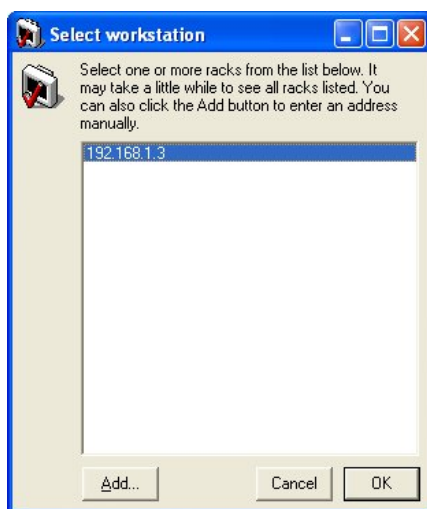 Select workstation
Select one or more racks from the list below. It
may take a little while to see all racks listed. You
can also click the Add button to enter an address
manually.
192.168.1.3
Add...
Cancel
OK